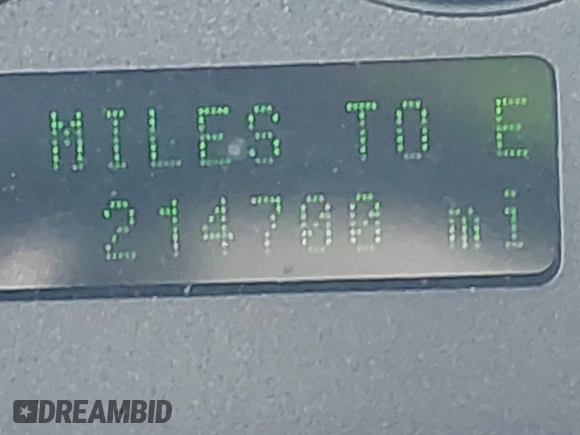 MILES TO E
214700 mi
DREAMBID